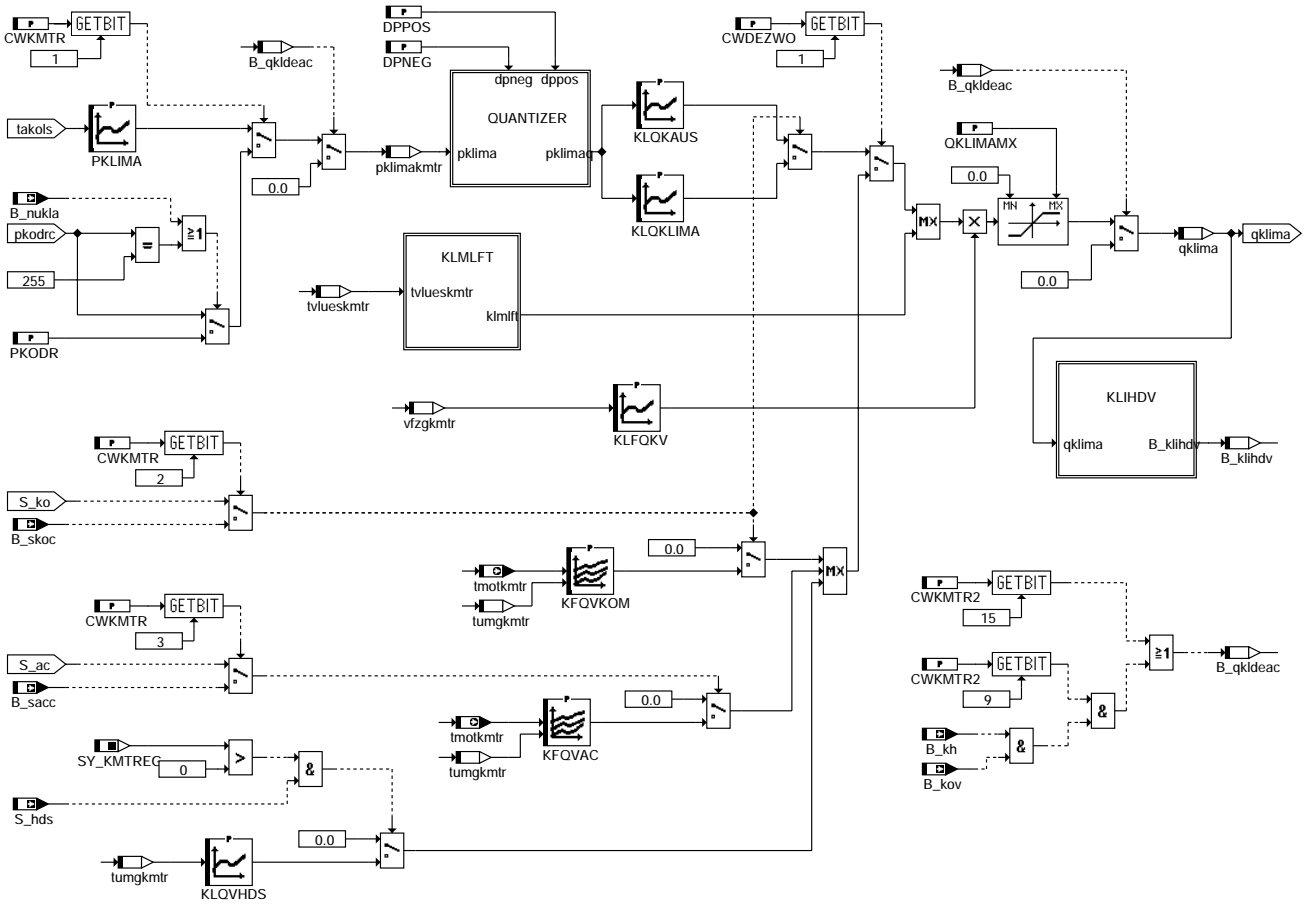 CWKMTR
P
GETBIT
1
B_qkldeac
DPPOS
P
DPNEG
P
CWDEZWO
P
GETBIT
1
B_qkldeac
takols
PKLIMA
P
0.0
pklimakmtr
dpneg dppos
QUANTIZER
pklima
pklimaq
KLQKAUS
P
KLQKLIMA
P
QKLIMAMX
P
0.0
MN
MX
MX
×
0.0
qklima
qklima
B_nukla
pkodrc
=
≥1
255
PKODR
P
tvlueskmtr
KLMLFT
tvlueskmtr
klmlft
vfzgkmtr
KLFQKV
P
KLIHDV
qklima
B_klihdv
B_klihdv
CWKMTR
P
GETBIT
2
S_ko
B_skoc
0.0
tmotkmtr
tumgkmtr
KFQVKOM
P
MX
CWKMTR
P
GETBIT
3
S_ac
B_sacc
0.0
tmotkmtr
tumgkmtr
KFQVAC
P
CWKMTR2
P
GETBIT
15
CWKMTR2
P
GETBIT
9
≥1
B_qkldeac
&
B_kh
B_kov
&
SY_KMTREG
0
>
&
S_hds
0.0
tumgkmtr
KLQVHDS
P